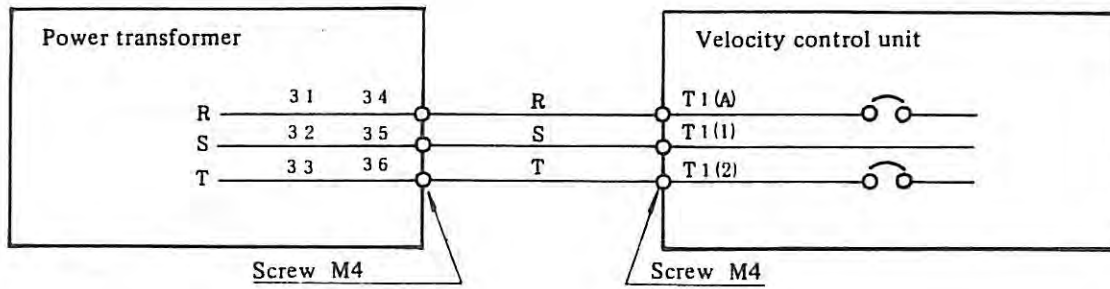 Power transformer
Velocity control unit
R 31 34 R T1(A)
S 32 35 S T1(1)
T 33 36 T T1(2)
Screw M4
Screw M4